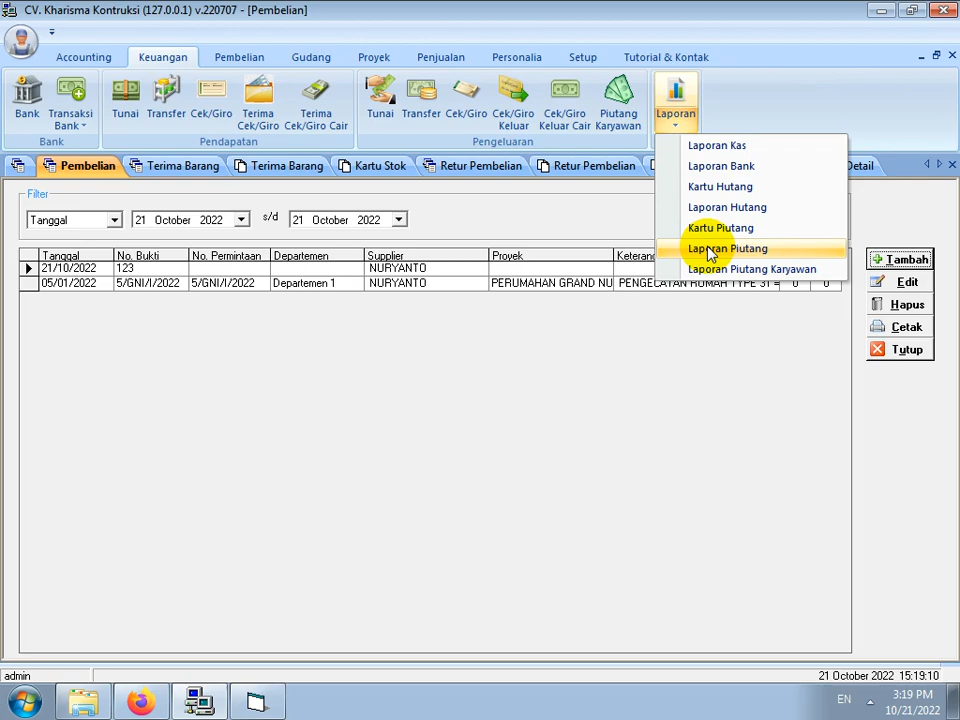 CV. Kharisma Kontruksi (127.0.0.1) v.220707 - [Pembelian]
Accounting Keuangan Pembelian Gudang Proyek Penjualan Personalia Setup Tutorial & Kontak
Bank Transaksi Bank Tunai Transfer Cek/Giro Terima Cek/Giro Terima Cek/Giro Cair Tunai Transfer Cek/Giro Cek/Giro Keluar Cek/Giro Keluar Cair Piutang Karyawan Laporan
Bank Pendapatan Pengeluaran
Laporan Kas
Laporan Bank
Kartu Hutang
Laporan Hutang
Kartu Piutang
Laporan Piutang
Laporan Piutang Karyawan
Pembelian Terima Barang Terima Barang Kartu Stok Retur Pembelian Retur Pembelian Detail
Filter
Tanggal 21 October 2022 s/d 21 October 2022
Tanggal No. Bukti No. Permintaan Departemen Supplier Proyek
21/10/2022 123 NURYANTO
05/01/2022 5/GNI/I/2022 5/GNI/I/2022 Departemen 1 NURYANTO PERUMAHAN GRAND NU PENGECATAN RUMAH TYPE 31 = 0 0
Tambah
Edit
Hapus
Cetak
Tutup
admin 21 October 2022 15:19:10
EN 3:19 PM
10/21/2022